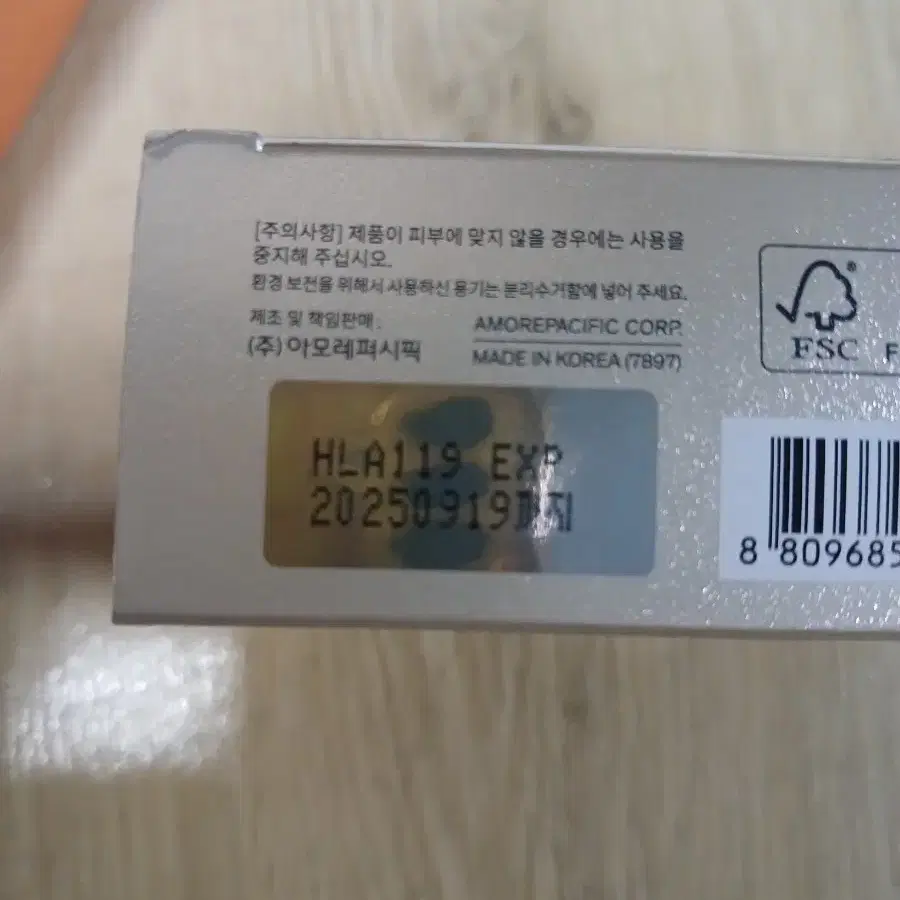 [주의사항] 제품이 피부에 맞지 않을 경우에는 사용을
중지해 주십시오.
환경 보전을 위해서 사용하신 용기는 분리수거함에 넣어 주세요.
제조 및 책임판매:
(주)아모레퍼시픽
AMOREPACIFIC CORP.
MADE IN KOREA (7897)
HLA119 EXP
20250919까지
®
FSC
F
8 809685